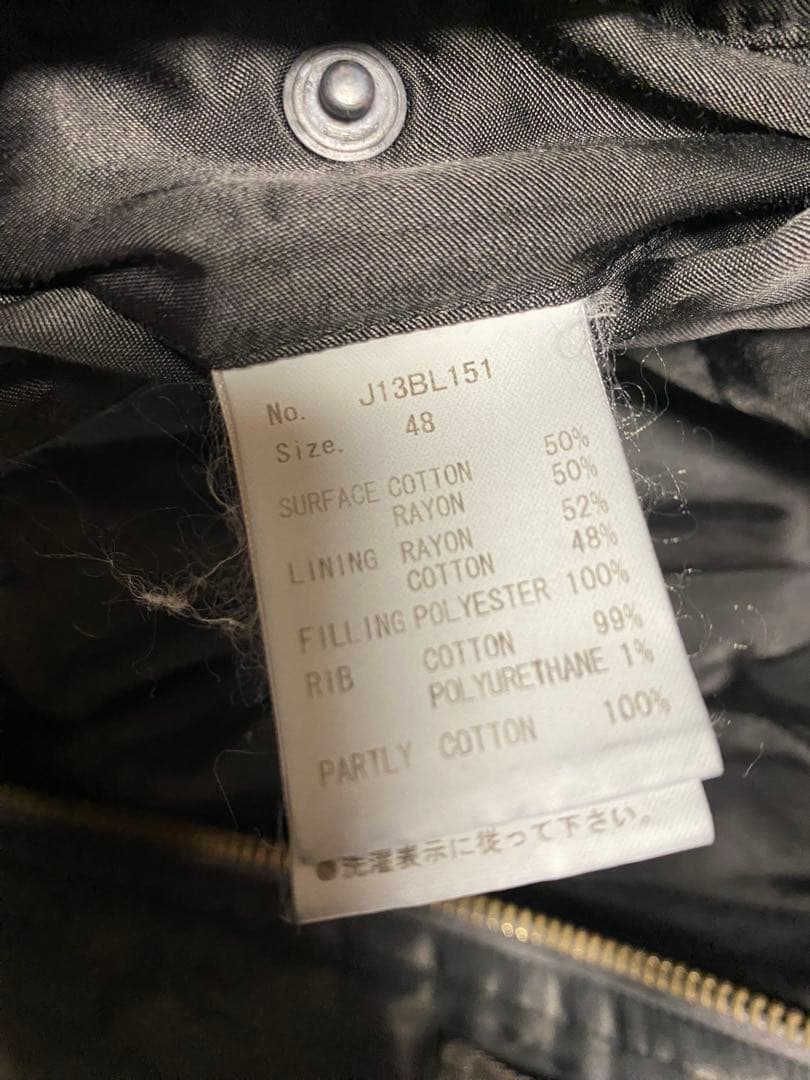 No. J13BL151
Size. 48
SURFACE COTTON 50%
RAYON 50%
LINING RAYON 52%
COTTON 48%
FILLING POLYESTER 100%
RIB COTTON 99%
POLYURETHANE 1%
PARTLY COTTON 100%
●洗濯表示に従って下さい。